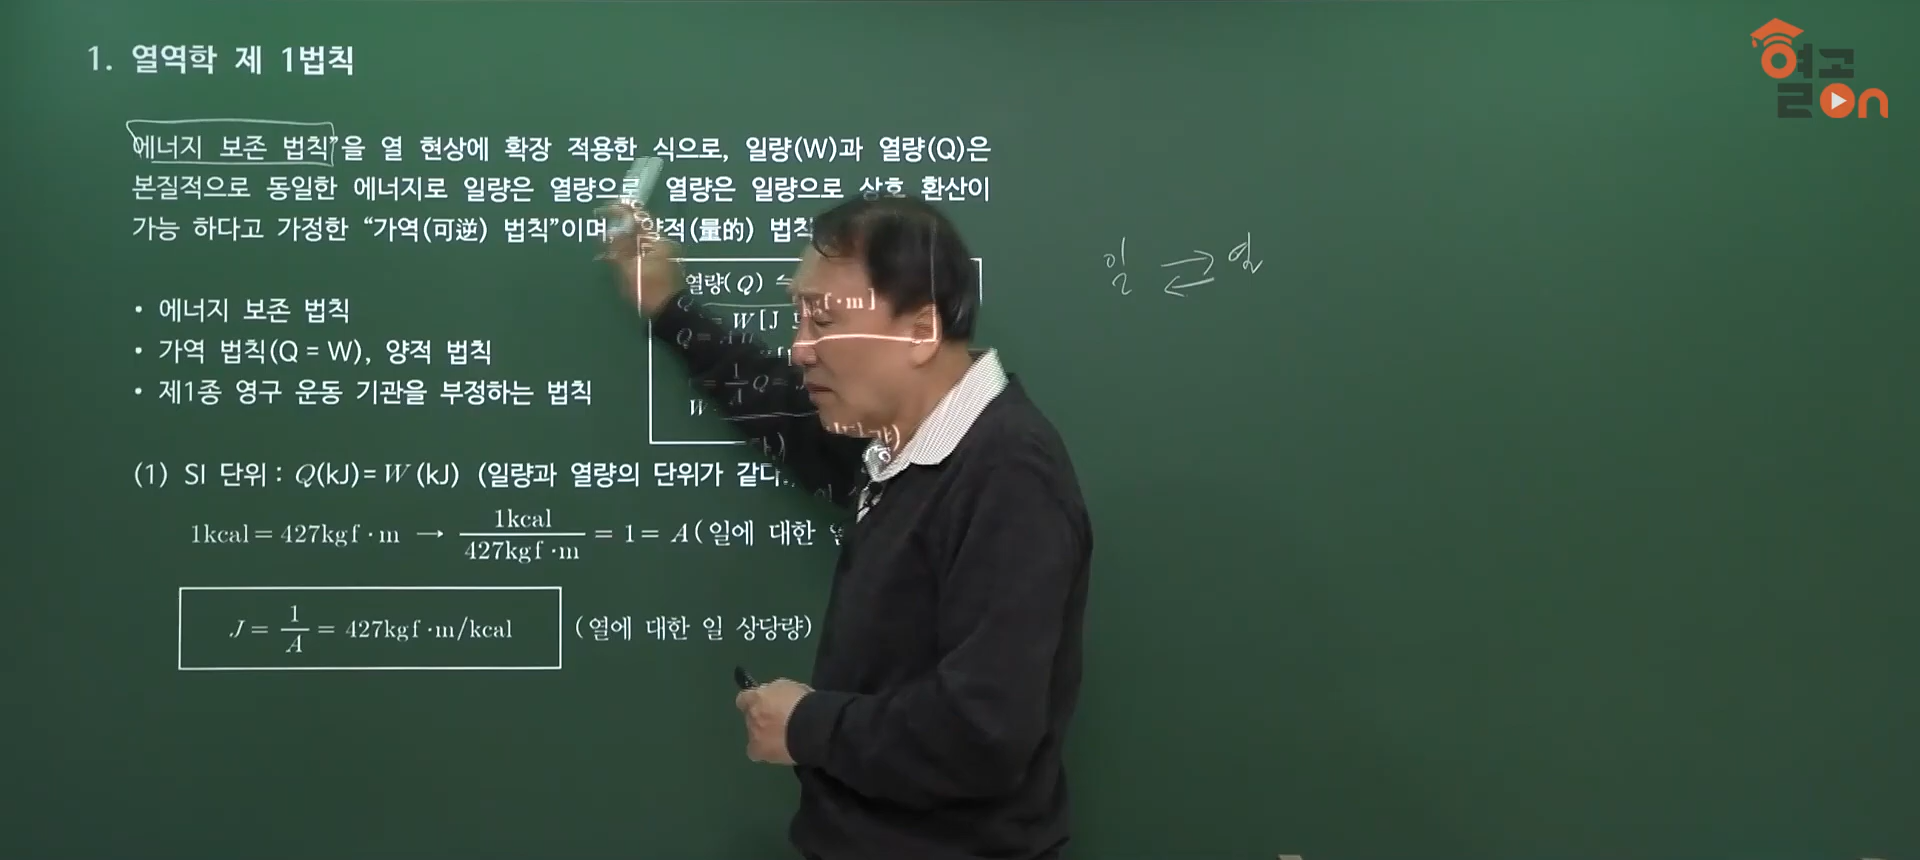 1. 열역학 제 1법칙
열공on
에너지 보존 법칙”을 열 현상에 확장 적용한 식으로, 일량(W)과 열량(Q)은
본질적으로 동일한 에너지로 일량은 열량으로 열량은 일량으로 상호 환산이
가능 하다고 가정한 “가역(可逆) 법칙”이며, 양적(量的) 법칙
일 ⇄ 열
• 에너지 보존 법칙
• 가역 법칙(Q = W), 양적 법칙
• 제1종 영구 운동 기관을 부정하는 법칙
열량( Q ) ⇋
· m]
= W [J
Q =
= 1/A Q =
W
(1) SI 단위 : Q(kJ) = W (kJ) (일량과 열량의 단위가 같다.
1kcal = 427kgf · m → 1kcal / 427kgf · m = 1 = A ( 일에 대한
J = 1/A = 427kgf · m/kcal (열에 대한 일 상당량)